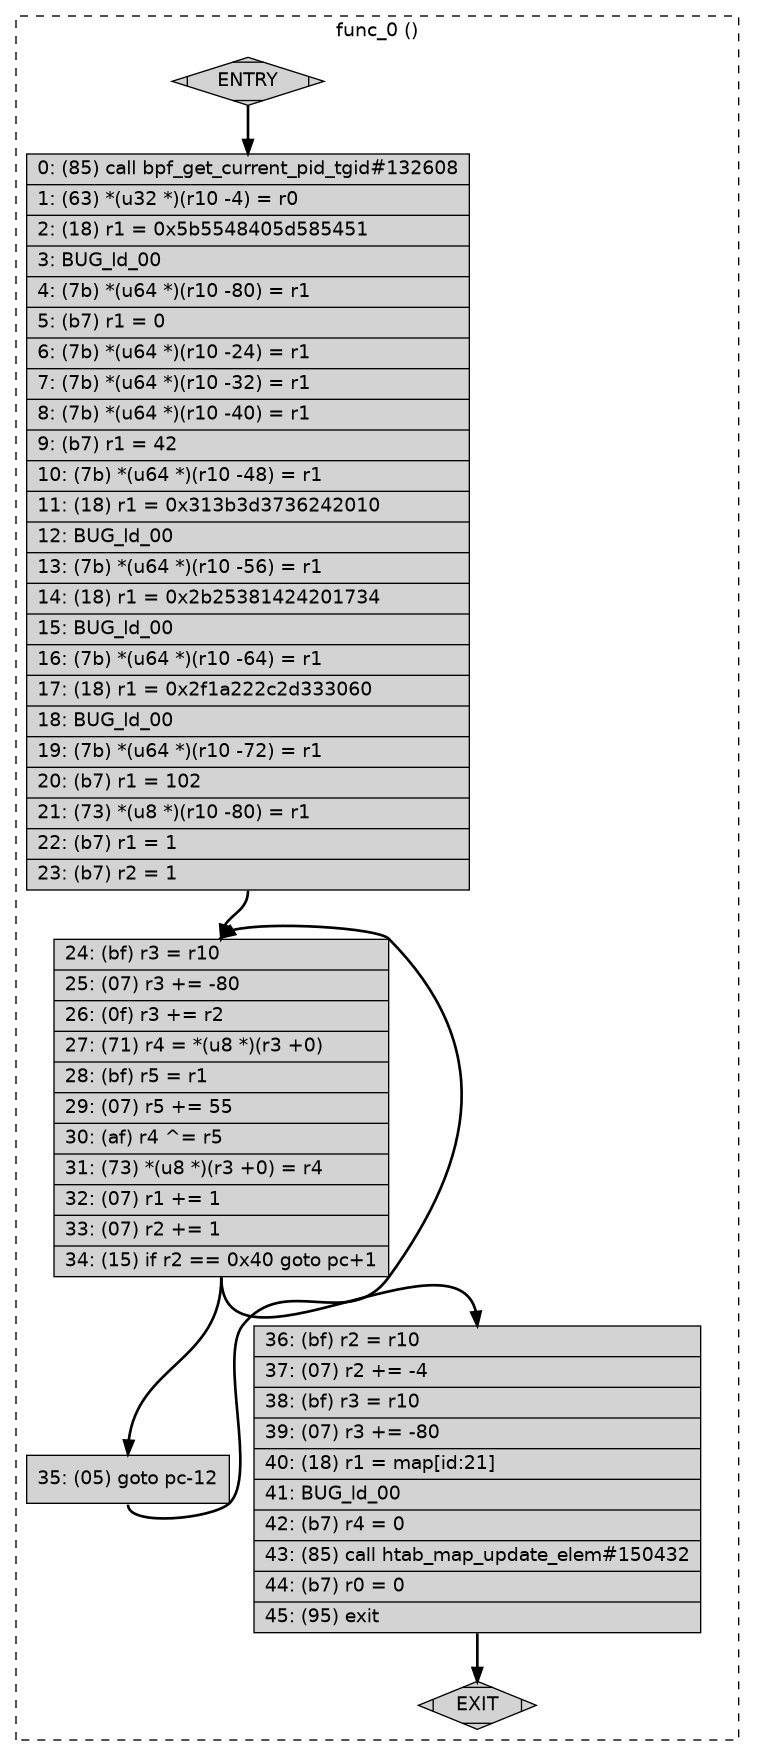 func_0 ()
ENTRY
0: (85) call bpf_get_current_pid_tgid#132608
1: (63) *(u32 *)(r10 -4) = r0
2: (18) r1 = 0x5b5548405d585451
3: BUG_ld_00
4: (7b) *(u64 *)(r10 -80) = r1
5: (b7) r1 = 0
6: (7b) *(u64 *)(r10 -24) = r1
7: (7b) *(u64 *)(r10 -32) = r1
8: (7b) *(u64 *)(r10 -40) = r1
9: (b7) r1 = 42
10: (7b) *(u64 *)(r10 -48) = r1
11: (18) r1 = 0x313b3d3736242010
12: BUG_ld_00
13: (7b) *(u64 *)(r10 -56) = r1
14: (18) r1 = 0x2b25381424201734
15: BUG_ld_00
16: (7b) *(u64 *)(r10 -64) = r1
17: (18) r1 = 0x2f1a222c2d333060
18: BUG_ld_00
19: (7b) *(u64 *)(r10 -72) = r1
20: (b7) r1 = 102
21: (73) *(u8 *)(r10 -80) = r1
22: (b7) r1 = 1
23: (b7) r2 = 1
24: (bf) r3 = r10
25: (07) r3 += -80
26: (0f) r3 += r2
27: (71) r4 = *(u8 *)(r3 +0)
28: (bf) r5 = r1
29: (07) r5 += 55
30: (af) r4 ^= r5
31: (73) *(u8 *)(r3 +0) = r4
32: (07) r1 += 1
33: (07) r2 += 1
34: (15) if r2 == 0x40 goto pc+1
35: (05) goto pc-12
36: (bf) r2 = r10
37: (07) r2 += -4
38: (bf) r3 = r10
39: (07) r3 += -80
40: (18) r1 = map[id:21]
41: BUG_ld_00
42: (b7) r4 = 0
43: (85) call htab_map_update_elem#150432
44: (b7) r0 = 0
45: (95) exit
EXIT